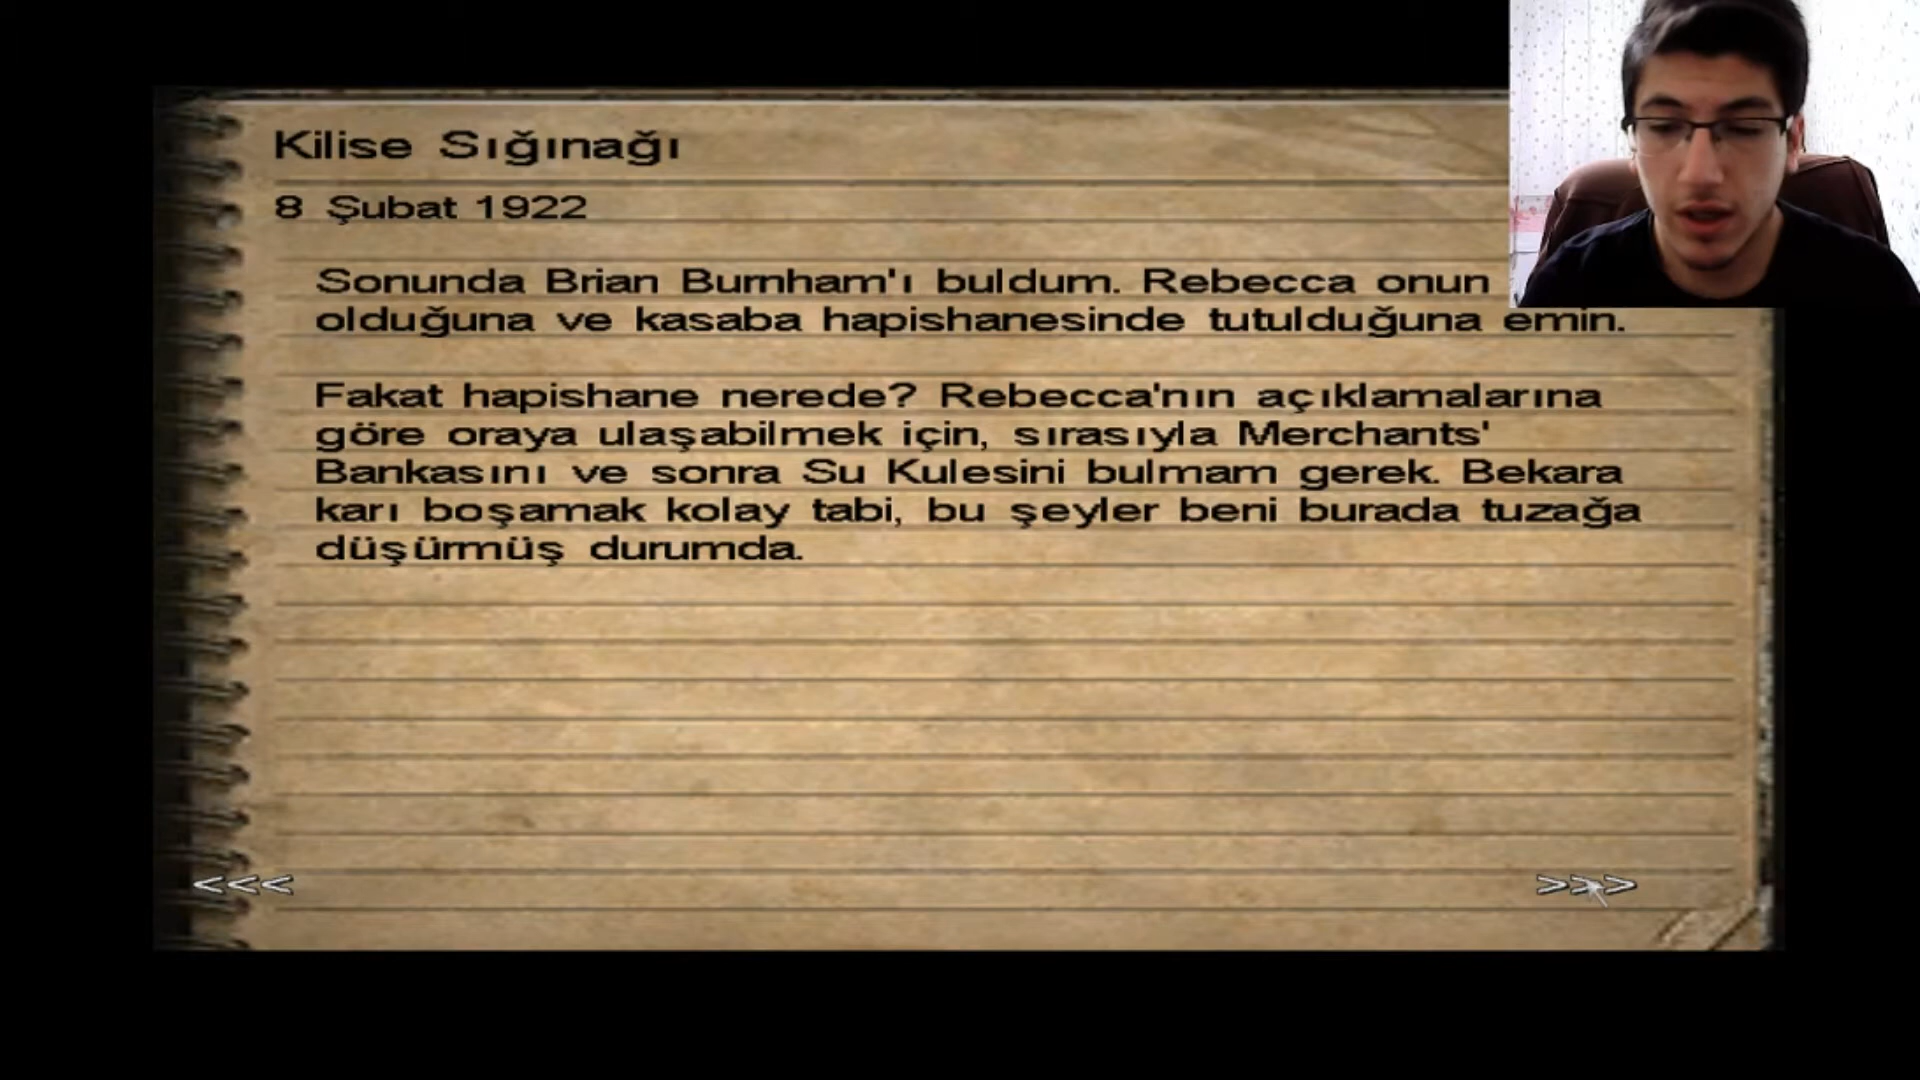 Kilise Sığınağı
8 Şubat 1922
Sonunda Brian Burnham'ı buldum. Rebecca onun
olduğuna ve kasaba hapishanesinde tutulduğuna emin.
Fakat hapishane nerede? Rebecca'nın açıklamalarına
göre oraya ulaşabilmek için, sırasıyla Merchants'
Bankasını ve sonra Su Kulesini bulmam gerek. Bekara
karı boşamak kolay tabi, bu şeyler beni burada tuzağa
düşürmüş durumda.
<<< >>>